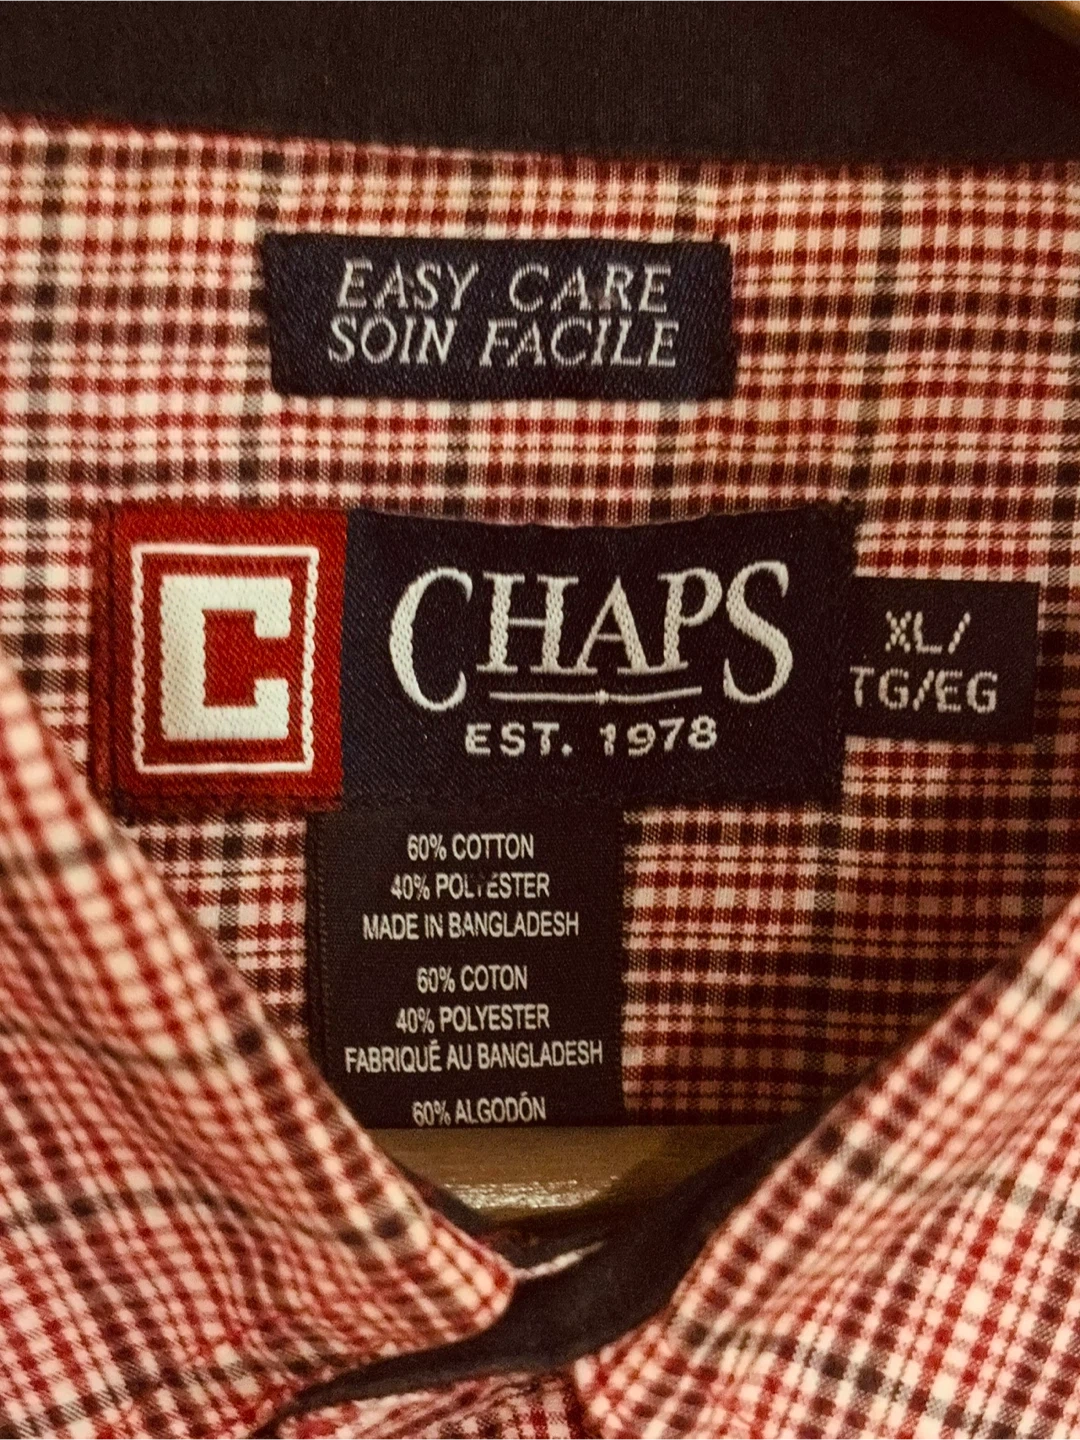 EASY CARE
SOIN FACILE
C
CHAPS
EST. 1978
XL/
TG/EG
60% COTTON
40% POLYESTER
MADE IN BANGLADESH
60% COTON
40% POLYESTER
FABRIQUÉ AU BANGLADESH
60% ALGODÓN